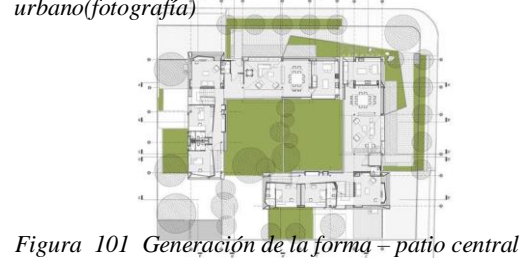 urbano(fotografía)
Figura 101 Generación de la forma – patio central